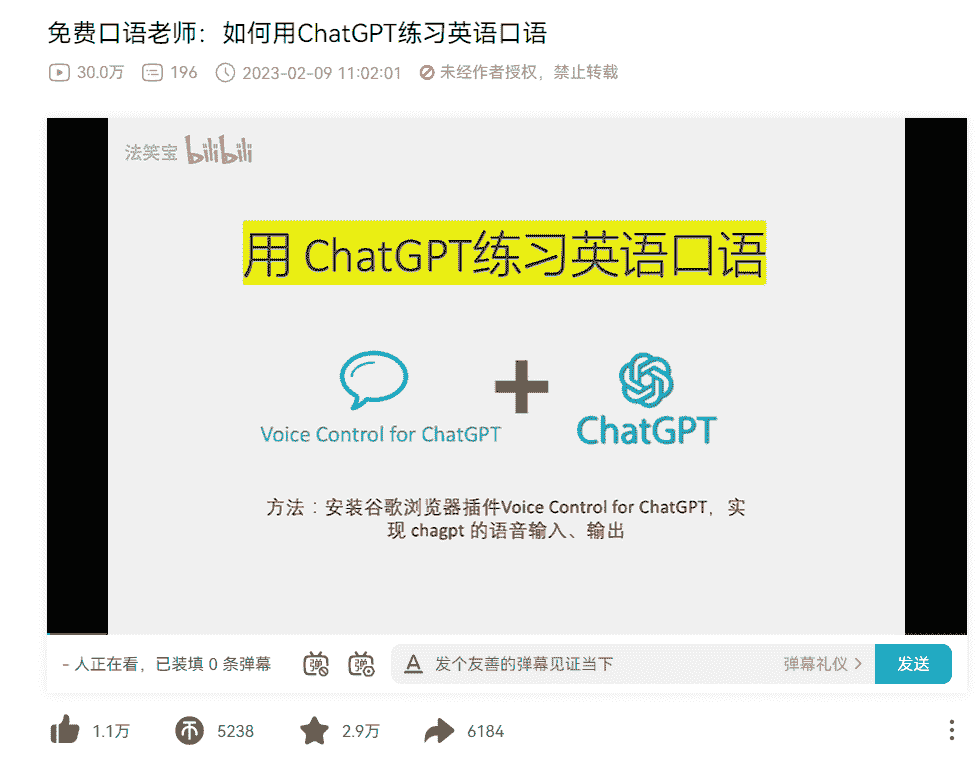 免费口语老师：如何用ChatGPT练习英语口语
30.0万 196 2023-02-09 11:02:01 未经作者授权，禁止转载
法笑宝 bilibili
用 ChatGPT练习英语口语
Voice Control for ChatGPT
ChatGPT
方法：安装谷歌浏览器插件Voice Control for ChatGPT，实
现 chagpt 的语音输入、输出
- 人正在看，已装填 0 条弹幕 弹 弹 A 发个友善的弹幕见证当下 弹幕礼仪 > 发送
1.1万 5238 2.9万 6184